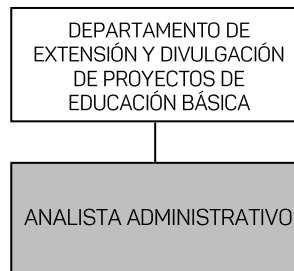 DEPARTAMENTO DE
EXTENSIÓN Y DIVULGACIÓN
DE PROYECTOS DE
EDUCACIÓN BÁSICA
ANALISTA ADMINISTRATIVO